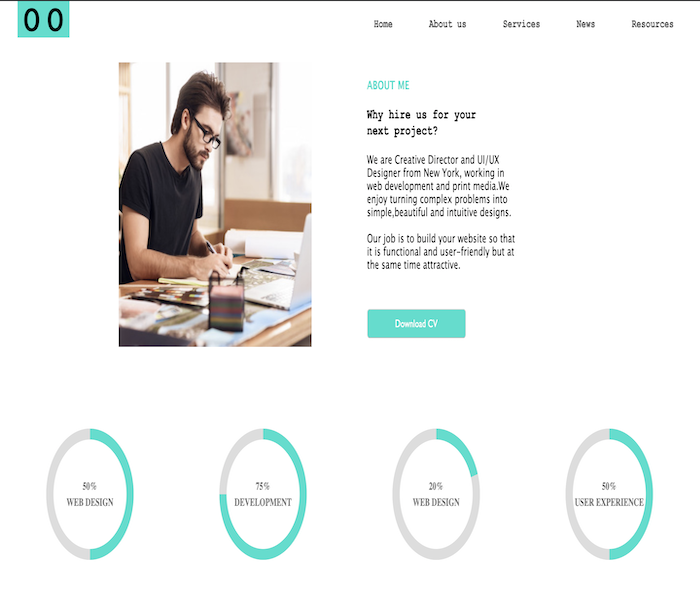 OO
Home About us Services News Resources
ABOUT ME
Why hire us for your
next project?
We are Creative Director and UI/UX
Designer from New York, working in
web development and print media.We
enjoy turning complex problems into
simple,beautiful and intuitive designs.
Our job is to build your website so that
it is functional and user-friendly but at
the same time attractive.
Download CV
50%
WEB DESIGN
75%
DEVELOPMENT
20%
WEB DESIGN
50%
USER EXPERIENCE